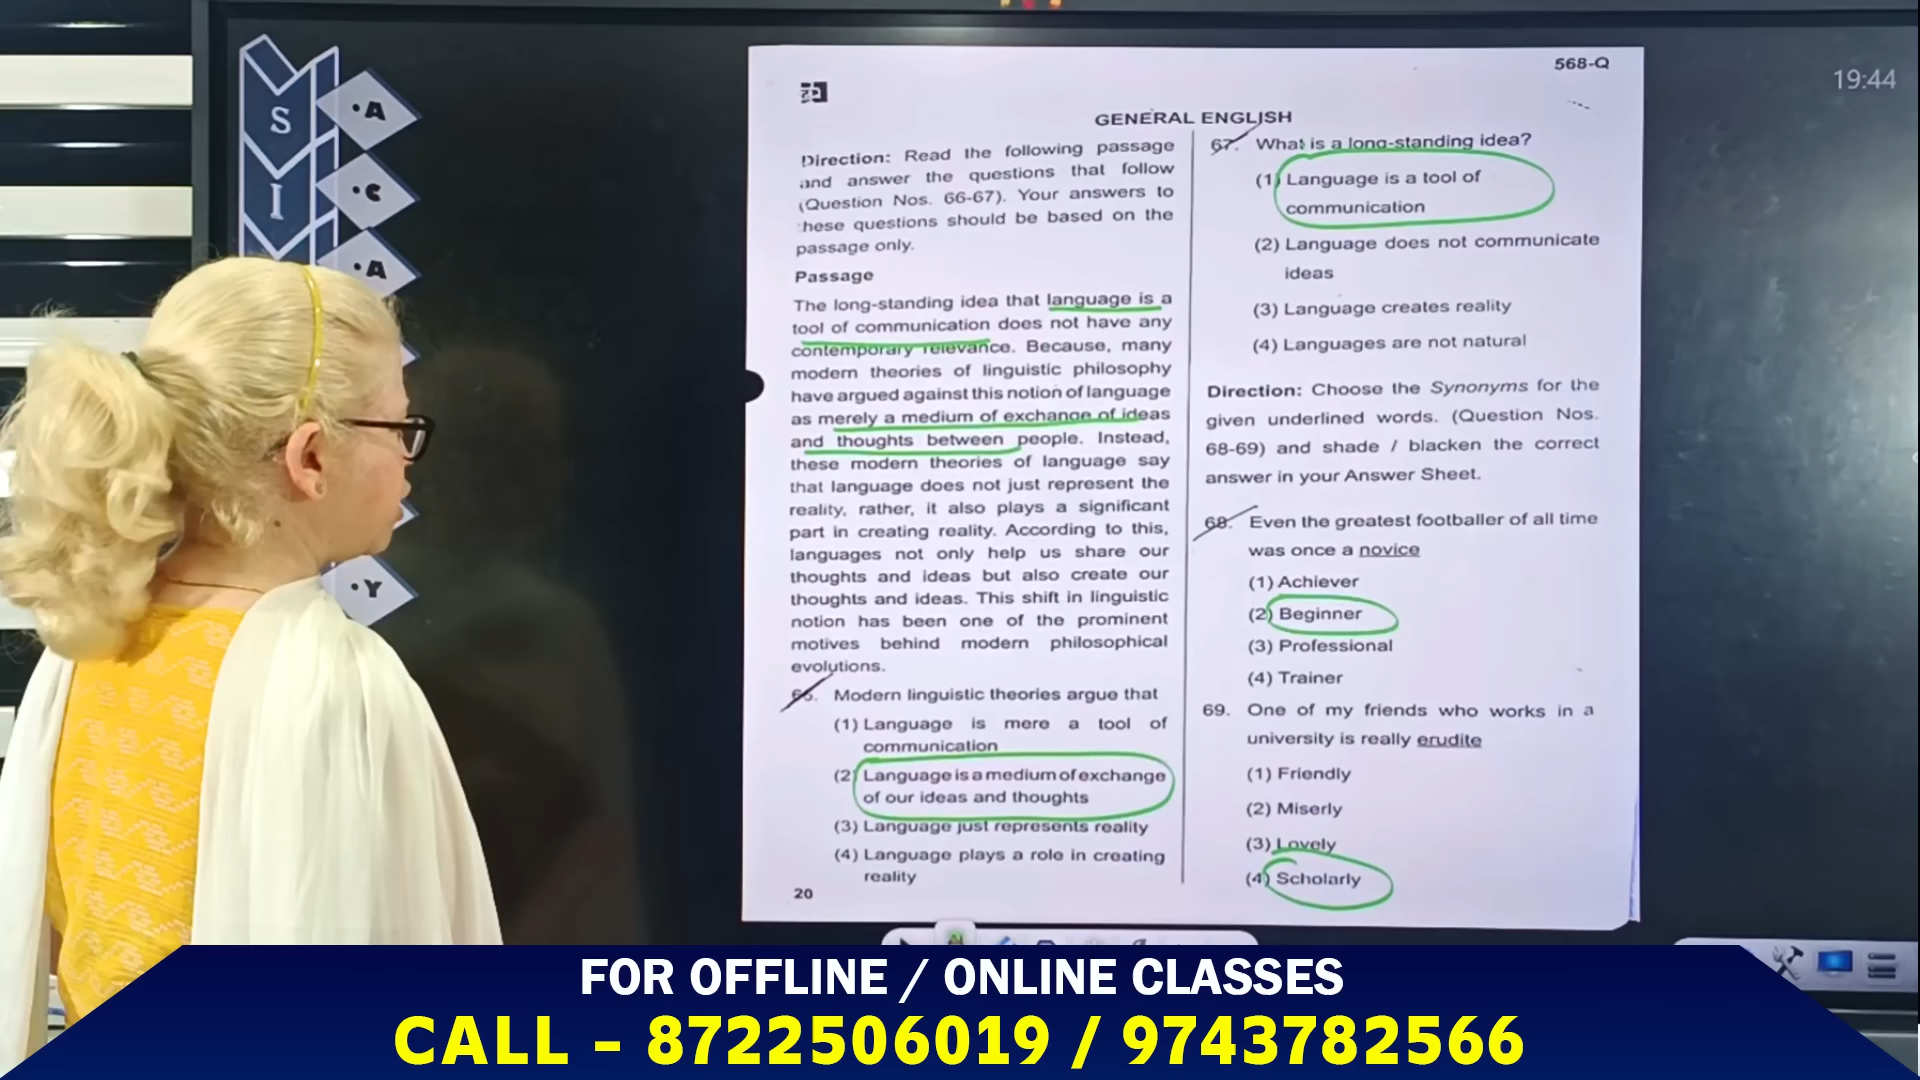 S
I
•A
•C
•A
•Y
19:44
568-Q
GENERAL ENGLISH
Direction: Read the following passage
and answer the questions that follow
(Question Nos. 66-67). Your answers to
these questions should be based on the
passage only.
Passage
The long-standing idea that language is a
tool of communication does not have any
contemporary relevance. Because, many
modern theories of linguistic philosophy
have argued against this notion of language
as merely a medium of exchange of ideas
and thoughts between people. Instead,
these modern theories of language say
that language does not just represent the
reality, rather, it also plays a significant
part in creating reality. According to this,
languages not only help us share our
thoughts and ideas but also create our
thoughts and ideas. This shift in linguistic
notion has been one of the prominent
motives behind modern philosophical
evolutions.
66. Modern linguistic theories argue that
(1) Language is mere a tool of
communication
(2) Language is a medium of exchange
of our ideas and thoughts
(3) Language just represents reality
(4) Language plays a role in creating
reality
20
67. What is a long-standing idea?
(1) Language is a tool of
communication
(2) Language does not communicate
ideas
(3) Language creates reality
(4) Languages are not natural
Direction: Choose the Synonyms for the
given underlined words. (Question Nos.
68-69) and shade / blacken the correct
answer in your Answer Sheet.
68. Even the greatest footballer of all time
was once a novice
(1) Achiever
(2) Beginner
(3) Professional
(4) Trainer
69. One of my friends who works in a
university is really erudite
(1) Friendly
(2) Miserly
(3) Lovely
(4) Scholarly
FOR OFFLINE / ONLINE CLASSES
CALL – 8722506019 / 9743782566